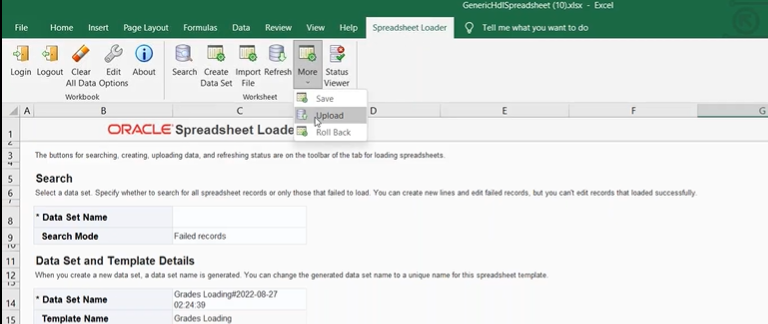 GenericHdlSpreadsheet (10).xlsx - Excel
File Home Insert Page Layout Formulas Data Review View Help Spreadsheet Loader Tell me what you want to do
Login Logout Clear All Data Edit Options About Search Create Data Set Import File Refresh More Status Viewer
Workbook Worksheet
Save
Upload
Roll Back
A B C D E F G
1 ORACLE Spreadsheet Loade
2
3 The buttons for searching, creating, uploading data, and refreshing status are on the toolbar of the tab for loading spreadsheets.
4
5 Search
6 Select a data set. Specify whether to search for all spreadsheet records or only those that failed to load. You can create new lines and edit failed records, but you can't edit records that loaded successfully.
7
8 * Data Set Name
9 Search Mode Failed records
10
11 Data Set and Template Details
12 When you create a new data set, a data set name is generated. You can change the generated data set name to a unique name for this spreadsheet template.
13
14 * Data Set Name Grades Loading#2022-08-27 02:24:39
15 Template Name Grades Loading